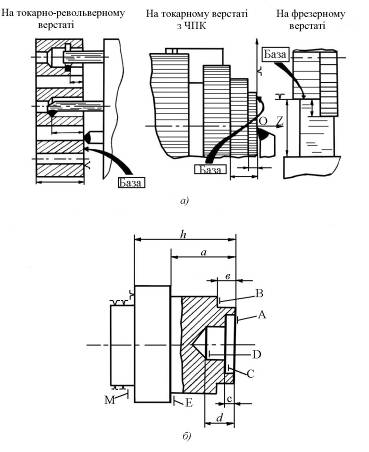 На токарно-револьверному
верстаті
На токарному верстаті
з ЧПК
На фрезерному
верстаті
База
O
Z
База
База
а)
h
a
в
B
A
D
C
M
E
c
d
б)